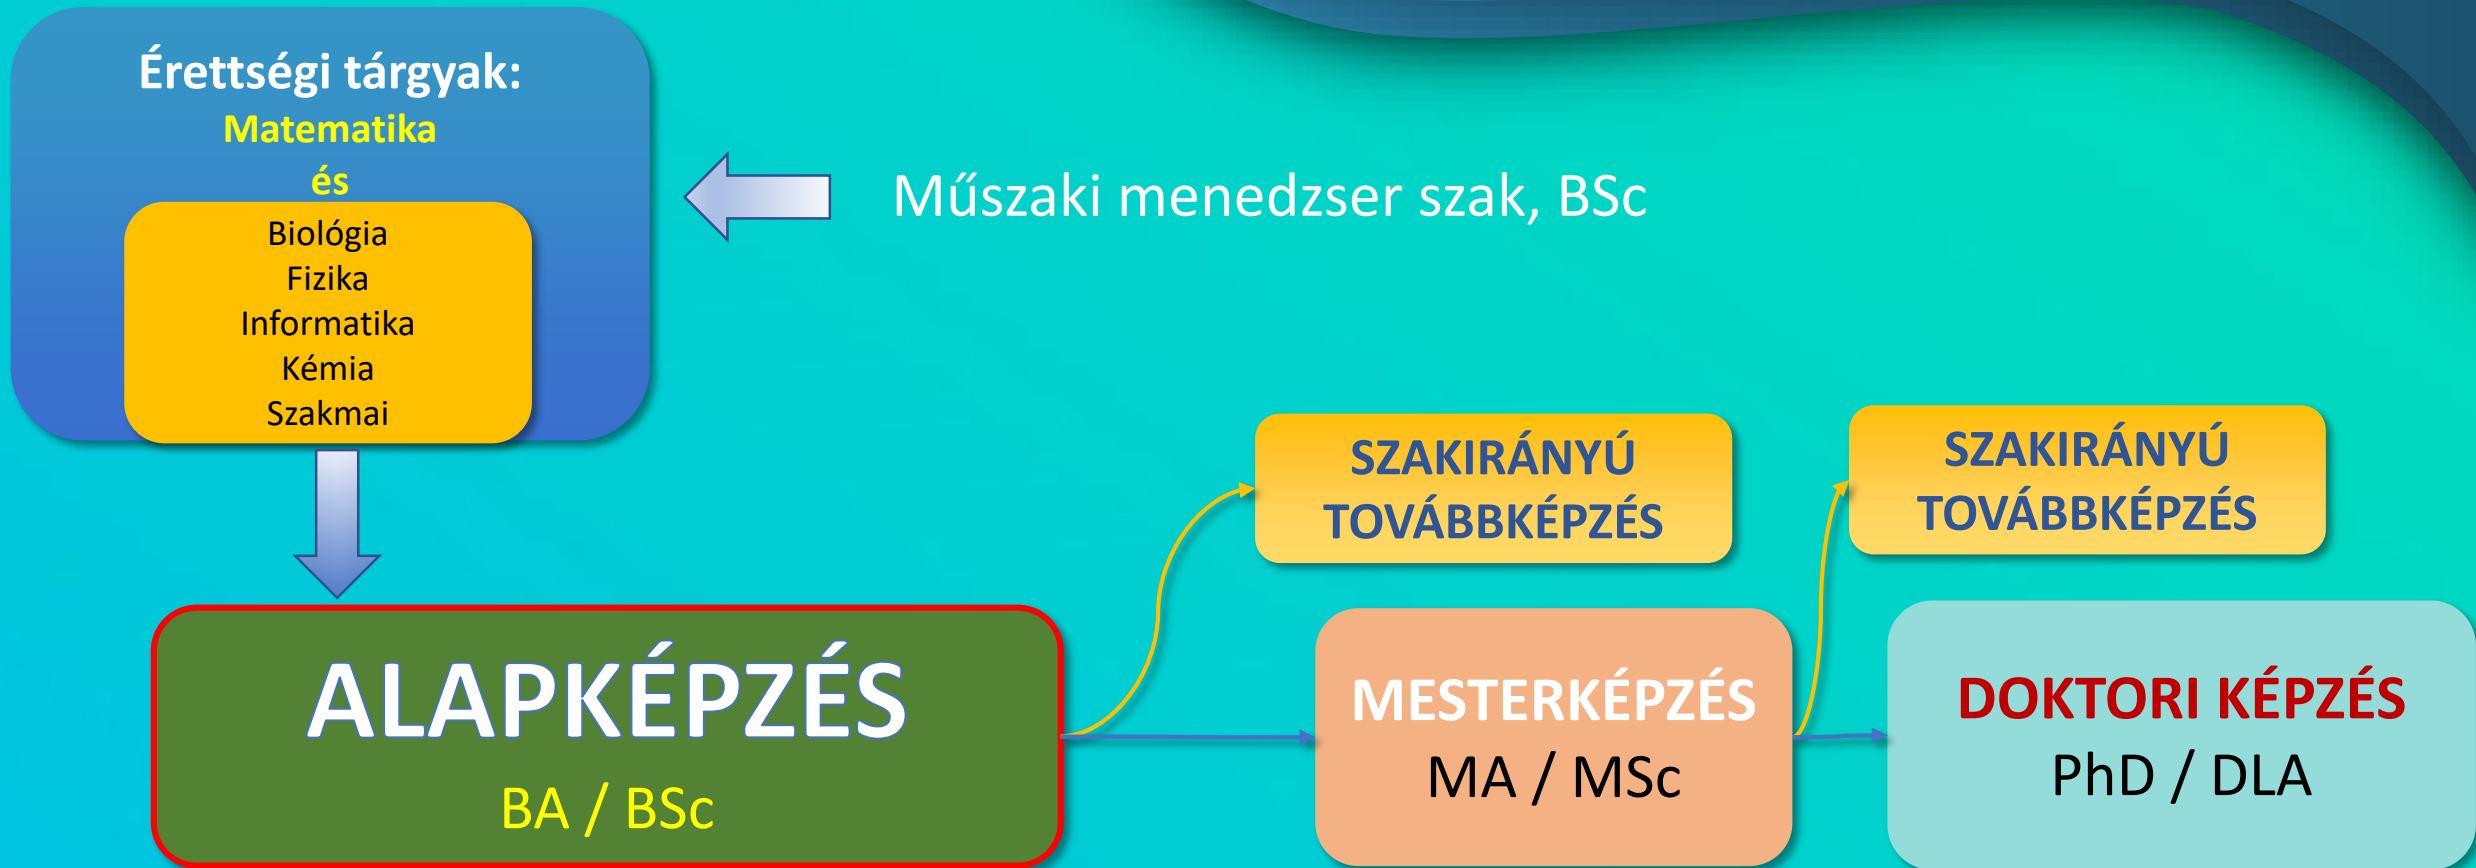 Érettségi tárgyak:
Matematika
és
Biológia
Fizika
Informatika
Kémia
Szakmai
Műszaki menedzser szak, BSc
SZAKIRÁNYÚ
TOVÁBBKÉPZÉS
SZAKIRÁNYÚ
TOVÁBBKÉPZÉS
ALAPKÉPZÉS
BA / BSc
MESTERKÉPZÉS
MA / MSc
DOKTORI KÉPZÉS
PhD / DLA